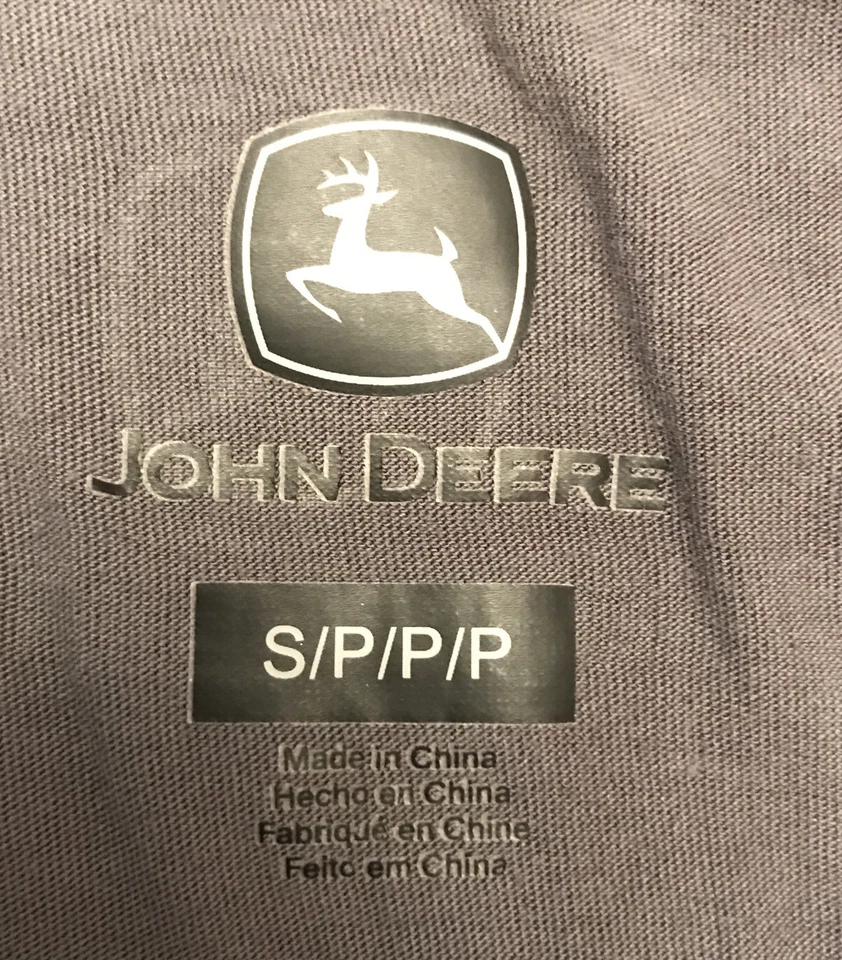 JOHN DEERE
S/P/P/P
Made in China
Hecho en China
Fabriqué en Chine
Feito em China